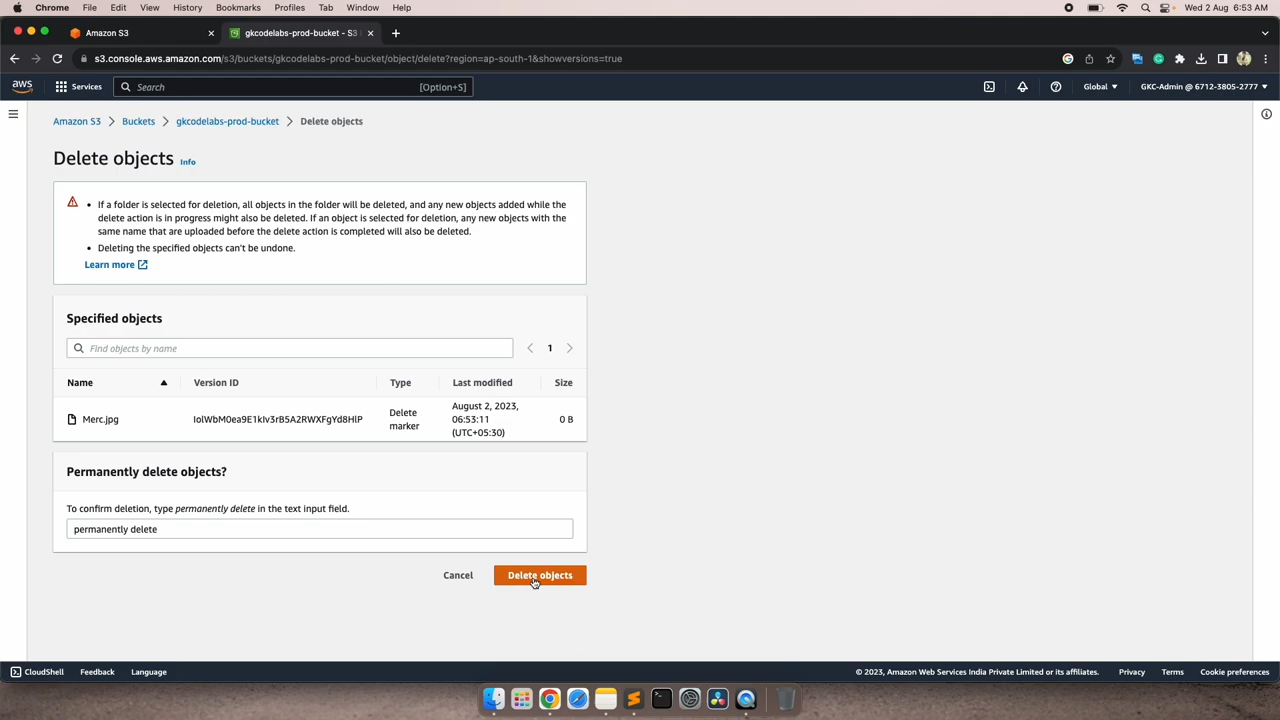 Chrome File Edit View History Bookmarks Profiles Tab Window Help Wed 2 Aug 6:53 AM
Amazon S3 gkcodelabs-prod-bucket - S3
s3.console.aws.amazon.com/s3/buckets/gkcodelabs-prod-bucket/object/delete?region=ap-south-1&showversions=true
aws Services Search [Option+S] Global GKC-Admin @ 6712-3805-2777
Amazon S3 Buckets gkcodelabs-prod-bucket Delete objects
Delete objects Info
• If a folder is selected for deletion, all objects in the folder will be deleted, and any new objects added while the
delete action is in progress might also be deleted. If an object is selected for deletion, any new objects with the
same name that are uploaded before the delete action is completed will also be deleted.
• Deleting the specified objects can't be undone.
Learn more
Specified objects
Find objects by name 1
Name Version ID Type Last modified Size
Merc.jpg Delete marker August 2, 2023, 06:53:11 (UTC+05:30) 0 B
Permanently delete objects?
To confirm deletion, type permanently delete in the text input field.
permanently delete
Cancel Delete objects
CloudShell Feedback Language © 2023, Amazon Web Services India Private Limited or its affiliates. Privacy Terms Cookie preferences